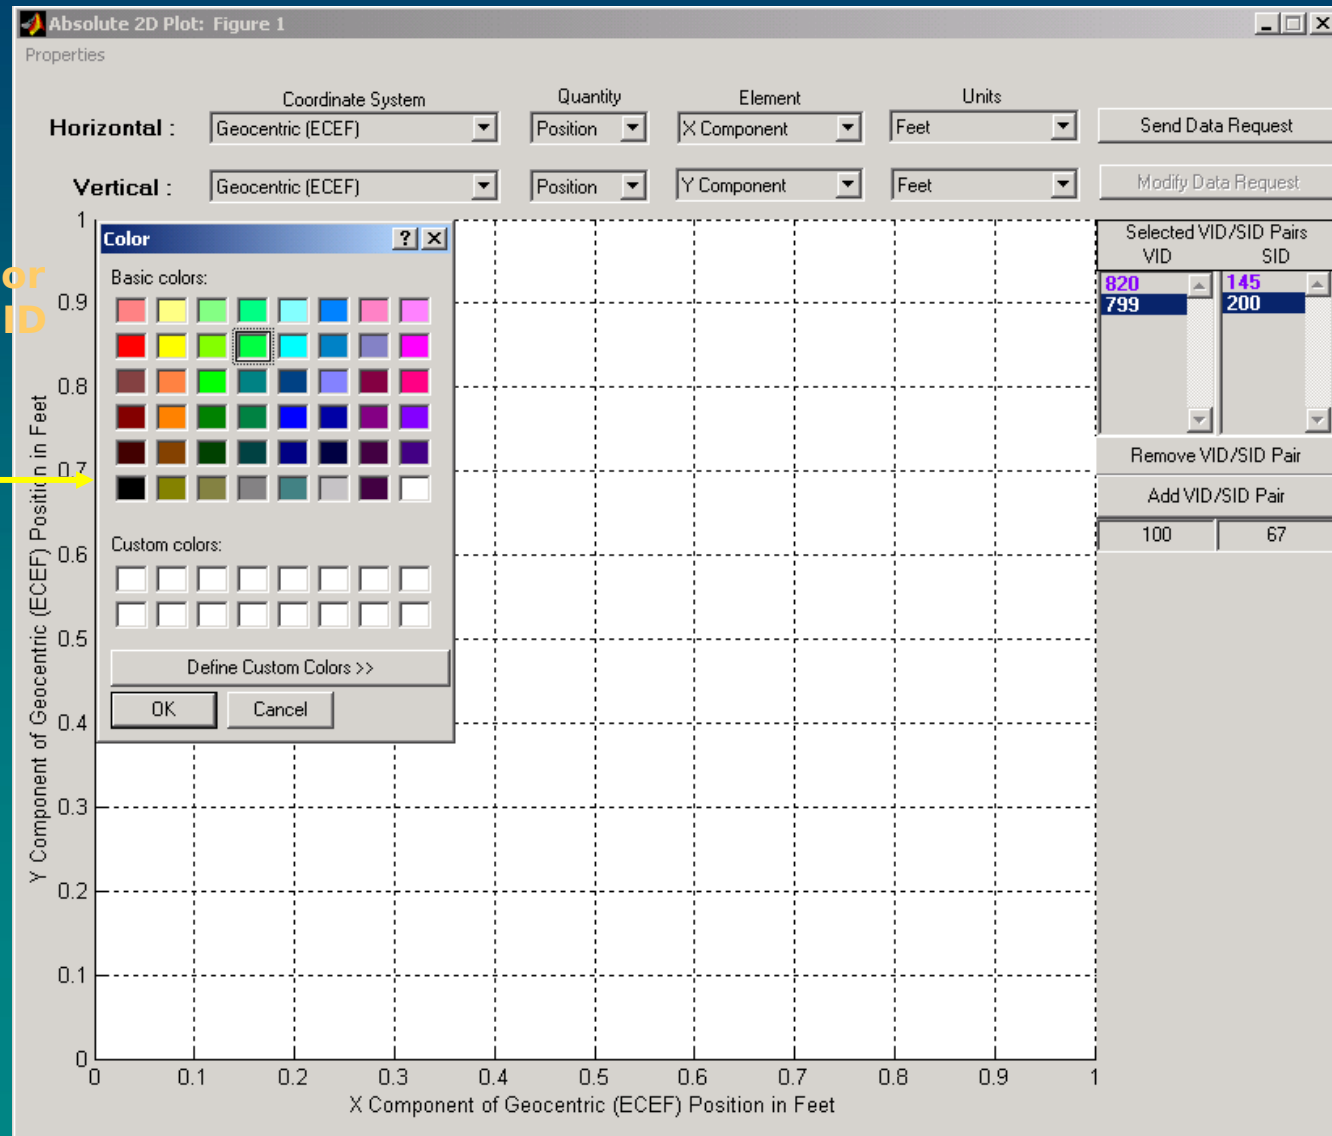 Absolute 2D Plot: Figure 1
Properties
Coordinate System Quantity Element Units
Horizontal : Geocentric (ECEF) Position X Component Feet Send Data Request
Vertical : Geocentric (ECEF) Position Y Component Feet Modify Data Request
or
ID
Color ? X
Basic colors:
Custom colors:
Define Custom Colors >>
OK Cancel
Selected VID/SID Pairs
VID SID
820 145
799 200
Remove VID/SID Pair
Add VID/SID Pair
100 67
Y Component of Geocentric (ECEF) Position in Feet
1
0.9
0.8
0.7
0.6
0.5
0.4
0.3
0.2
0.1
0
0 0.1 0.2 0.3 0.4 0.5 0.6 0.7 0.8 0.9 1
X Component of Geocentric (ECEF) Position in Feet